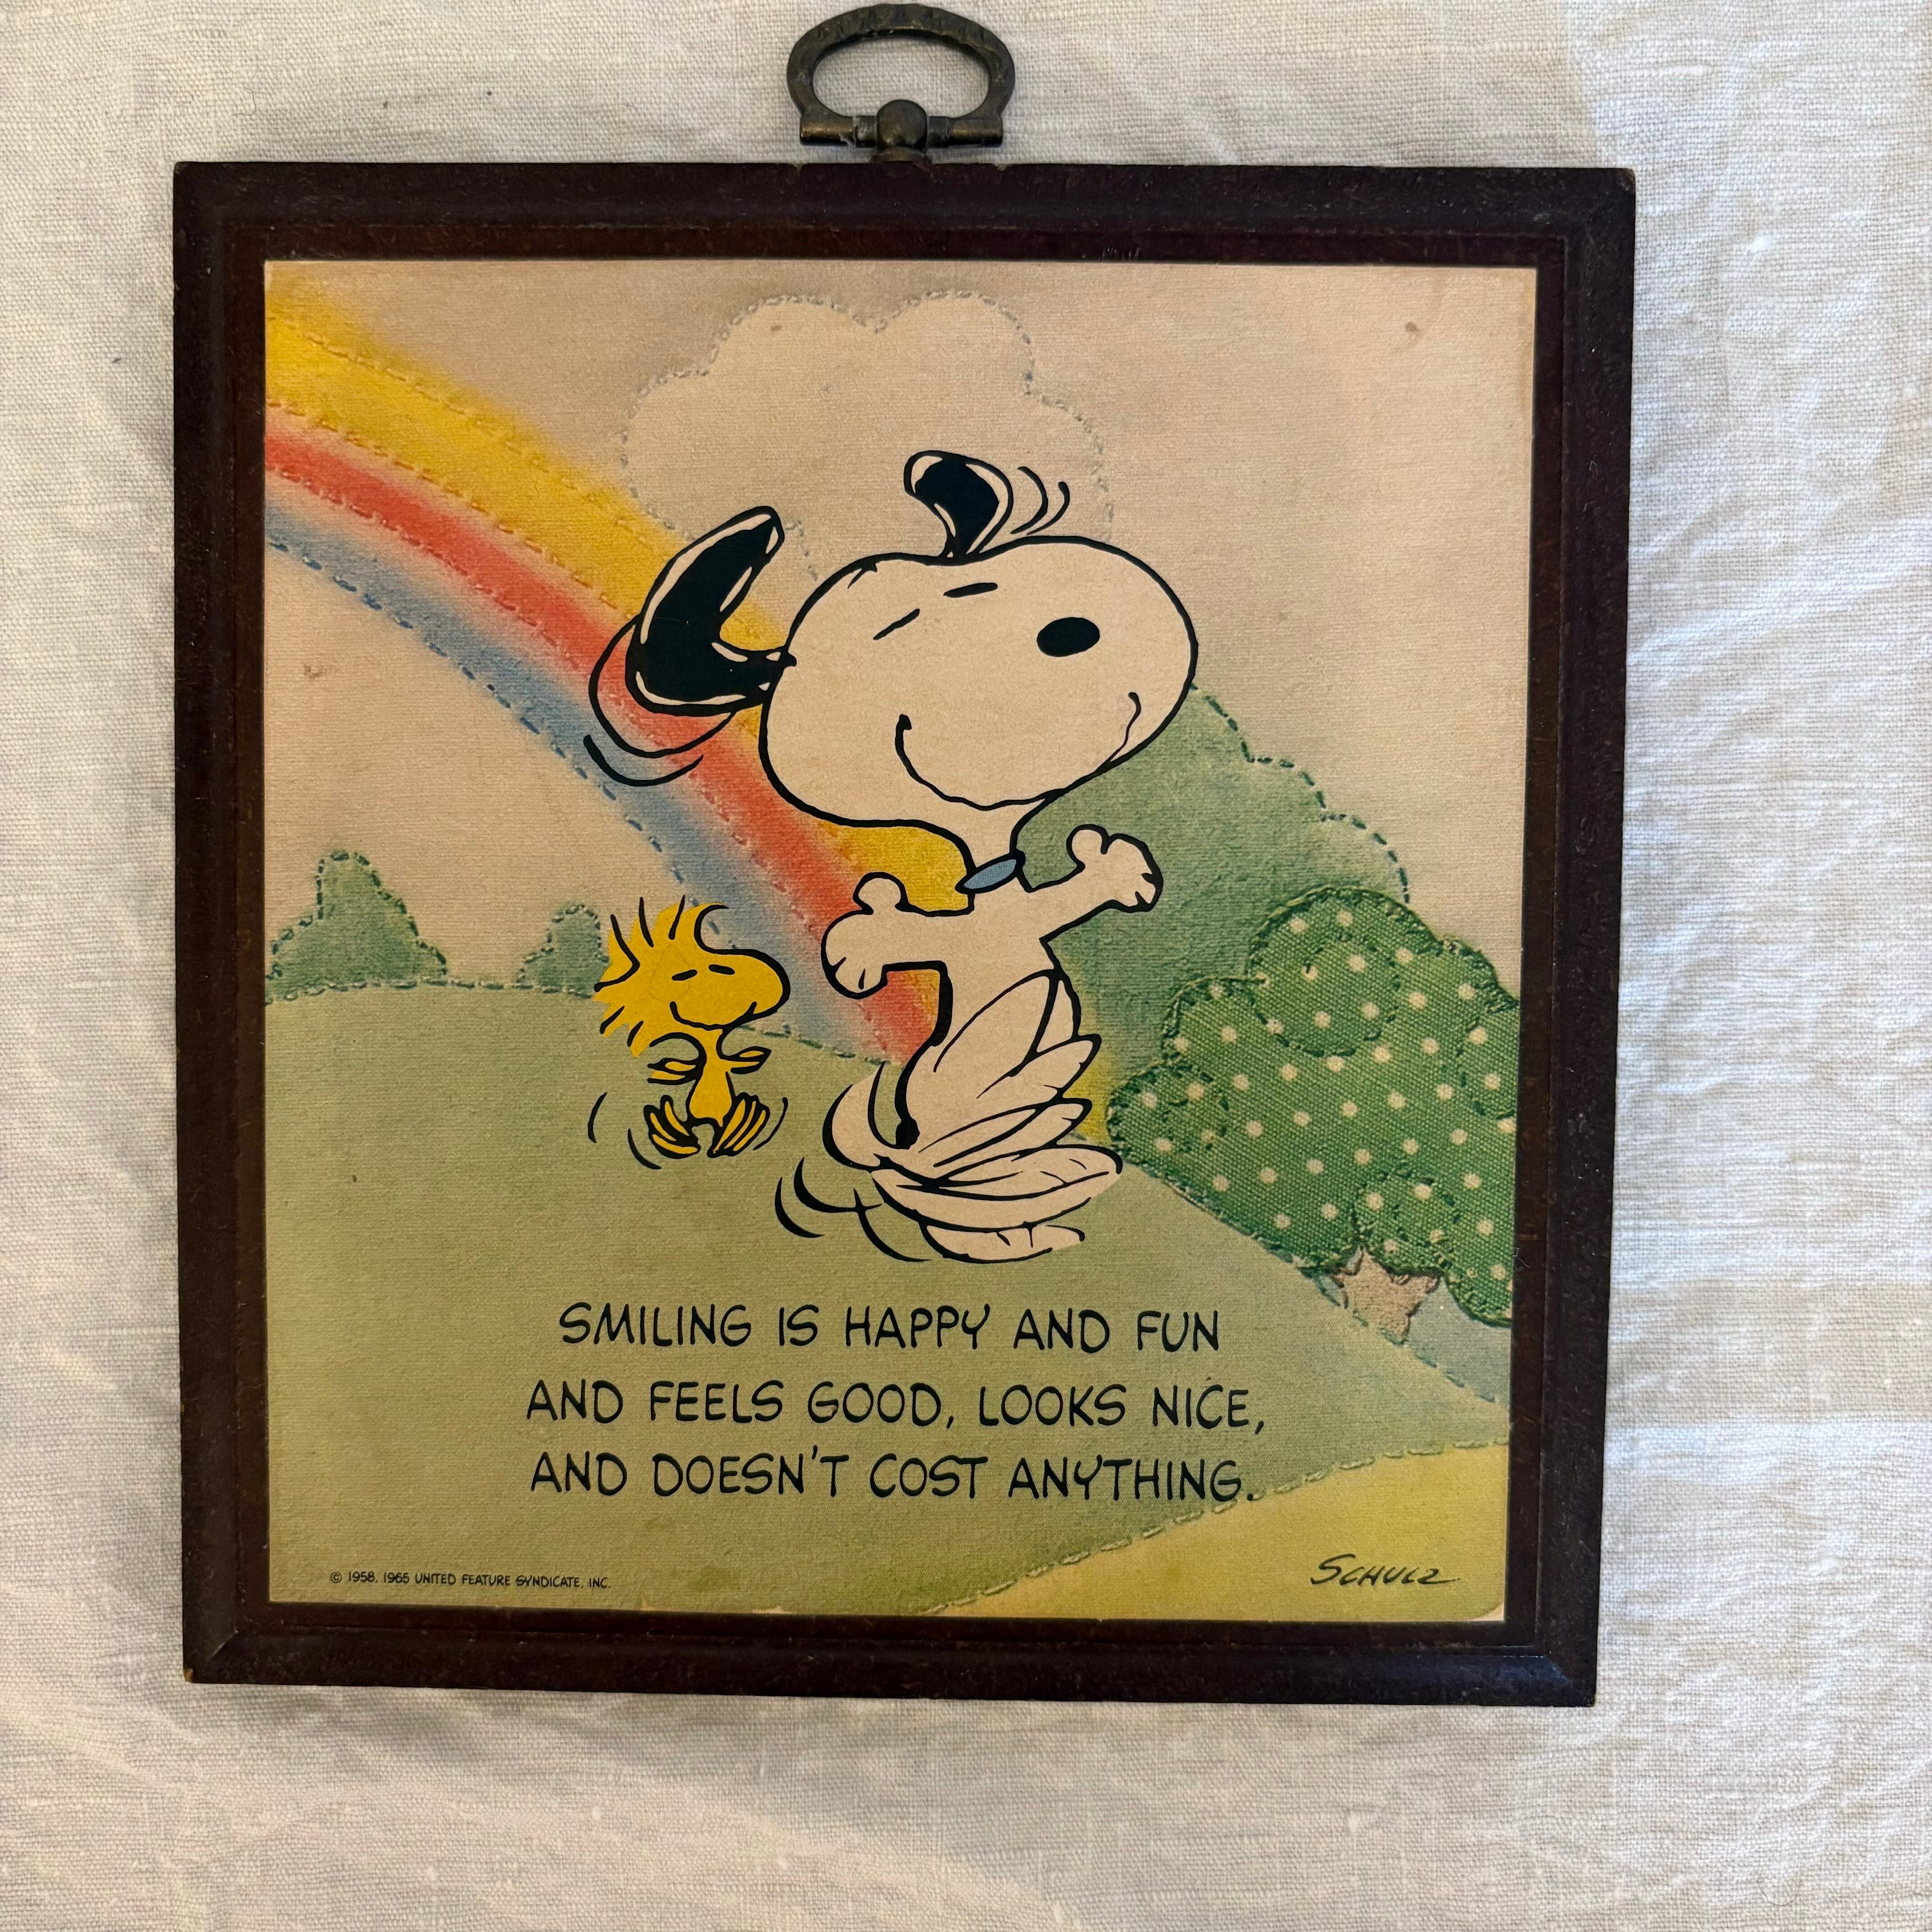 SMILING IS HAPPY AND FUN
AND FEELS GOOD, LOOKS NICE,
AND DOESN'T COST ANYTHING.
© 1958, 1965 UNITED FEATURE SYNDICATE, INC.
SCHULZ